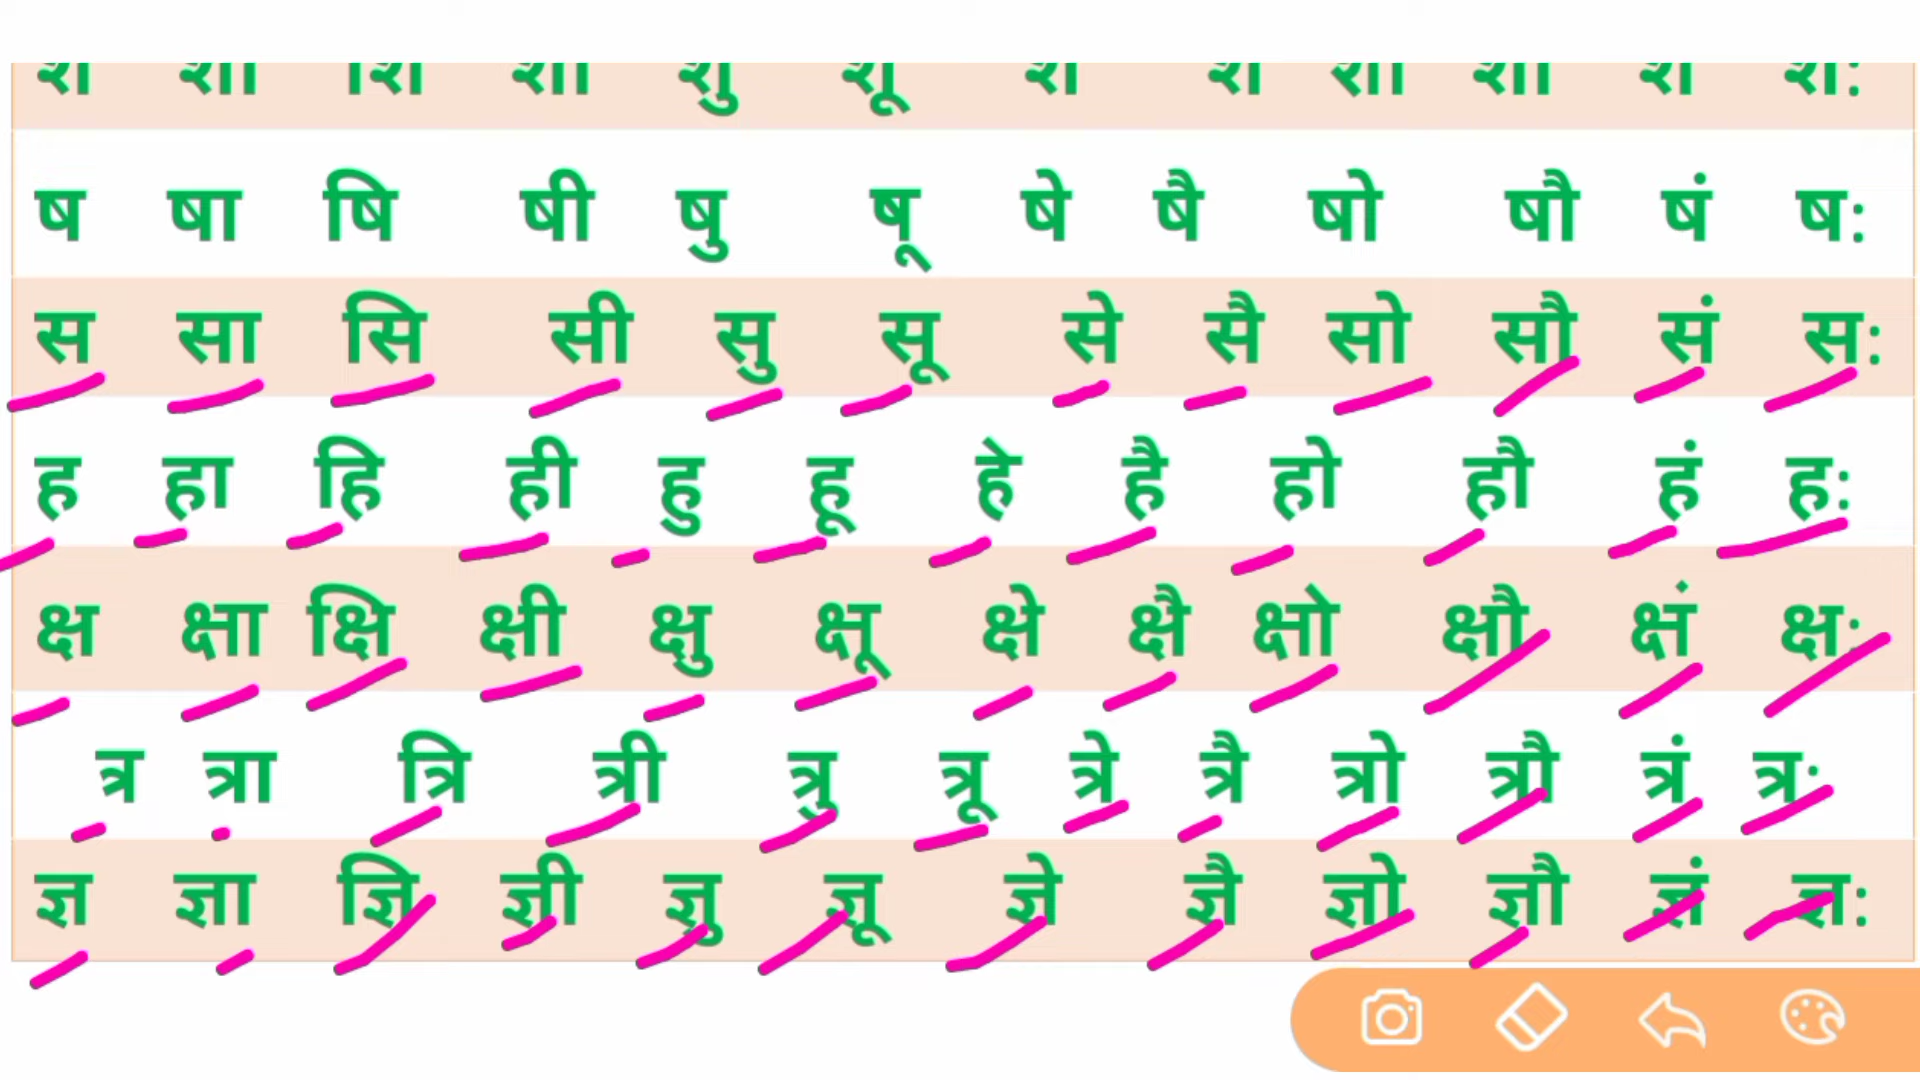 ष षा षि षी षु षू षे षै षो षौ षं षः
स सा सि सी सु सू से सै सो सौ सं सः
ह हा हि ही हु हू हे है हो हौ हं हः
क्ष क्षा क्षि क्षी क्षु क्षू क्षे क्षै क्षो क्षौ क्षं क्षः
त्र त्रा त्रि त्री त्रु त्रू त्रे त्रै त्रो त्रौ त्रं त्रः
ज्ञ ज्ञा ज्ञि ज्ञी ज्ञु ज्ञू ज्ञे ज्ञै ज्ञो ज्ञौ ज्ञं ज्ञः